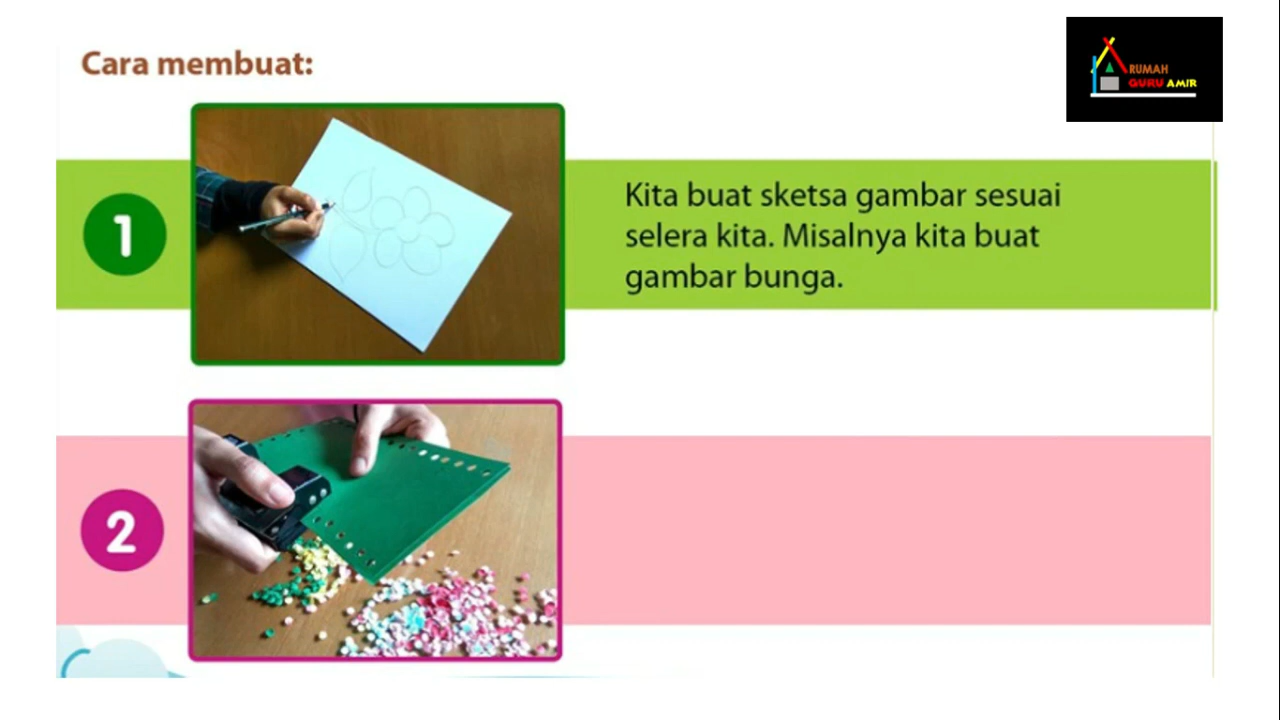 Cara membuat:
RUMAH
GURU AMIR
1
Kita buat sketsa gambar sesuai
selera kita. Misalnya kita buat
gambar bunga.
2